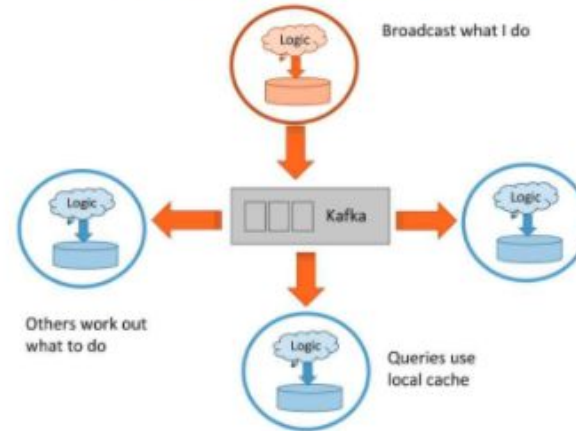 Logic
Broadcast what I do
Logic
Kafka
Logic
Others work out
what to do
Logic
Queries use
local cache